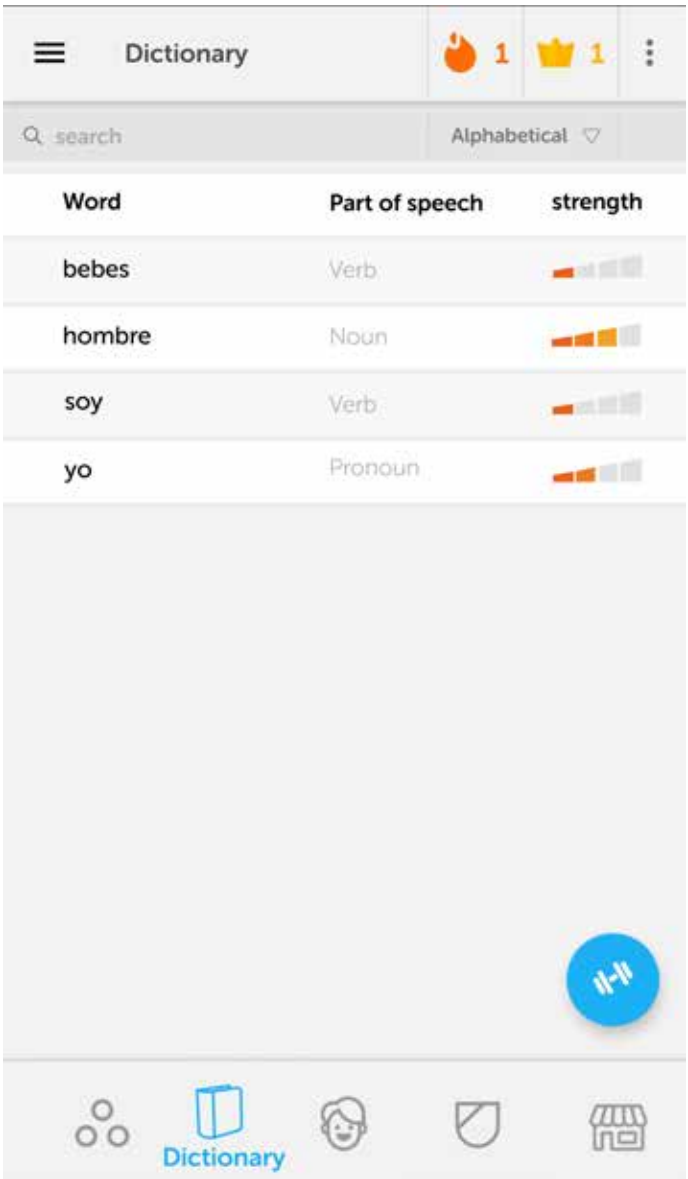 Dictionary 1 1
search Alphabetical
Word Part of speech strength
bebes Verb
hombre Noun
soy Verb
yo Pronoun
Dictionary